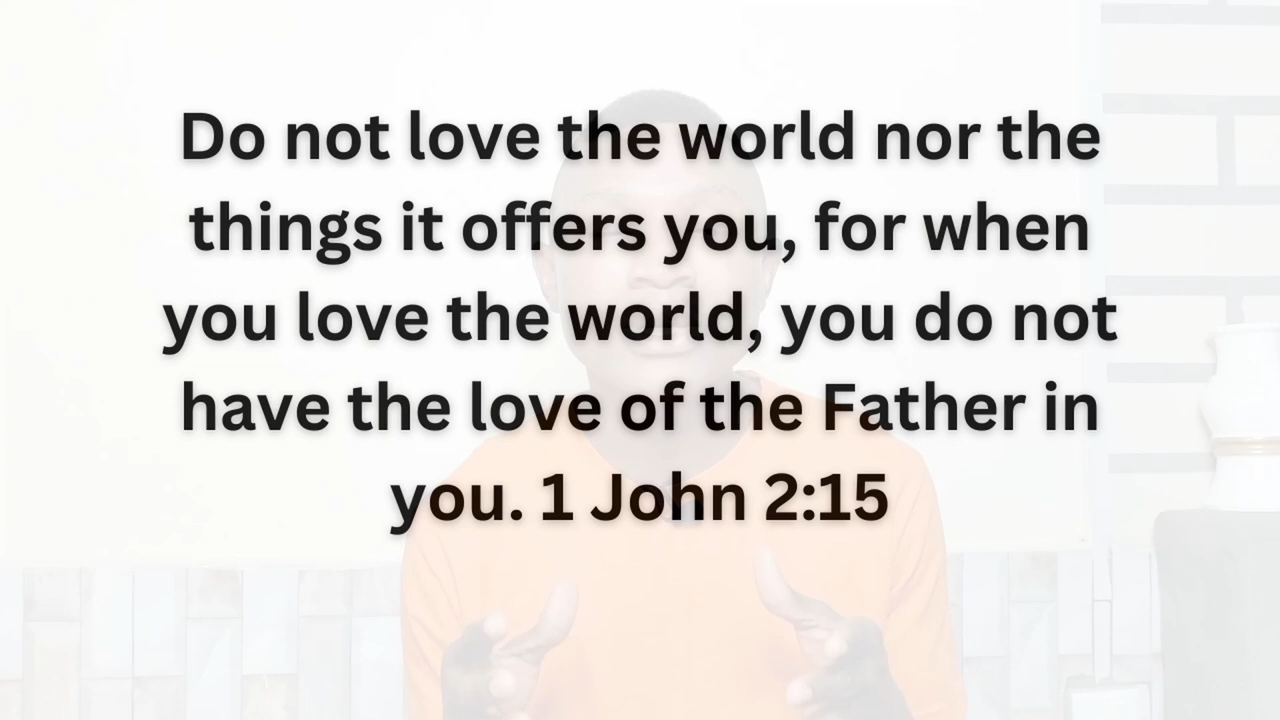 Do not love the world nor the
things it offers you, for when
you love the world, you do not
have the love of the Father in
you. 1 John 2:15